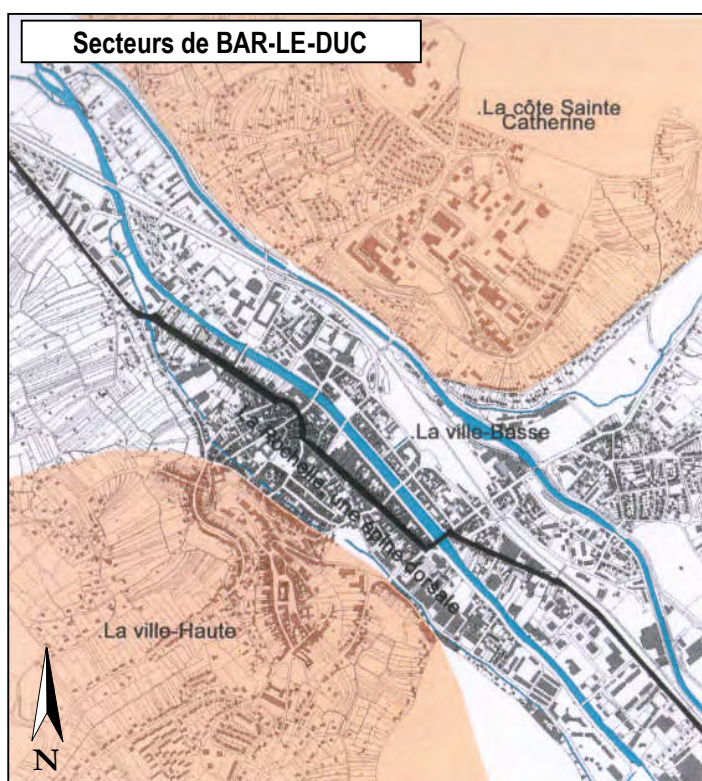 Secteurs de BAR-LE-DUC
.La côte Sainte
Catherine
.La ville-Basse
La Rochelle, une épine dorsale
.La ville-Haute
N